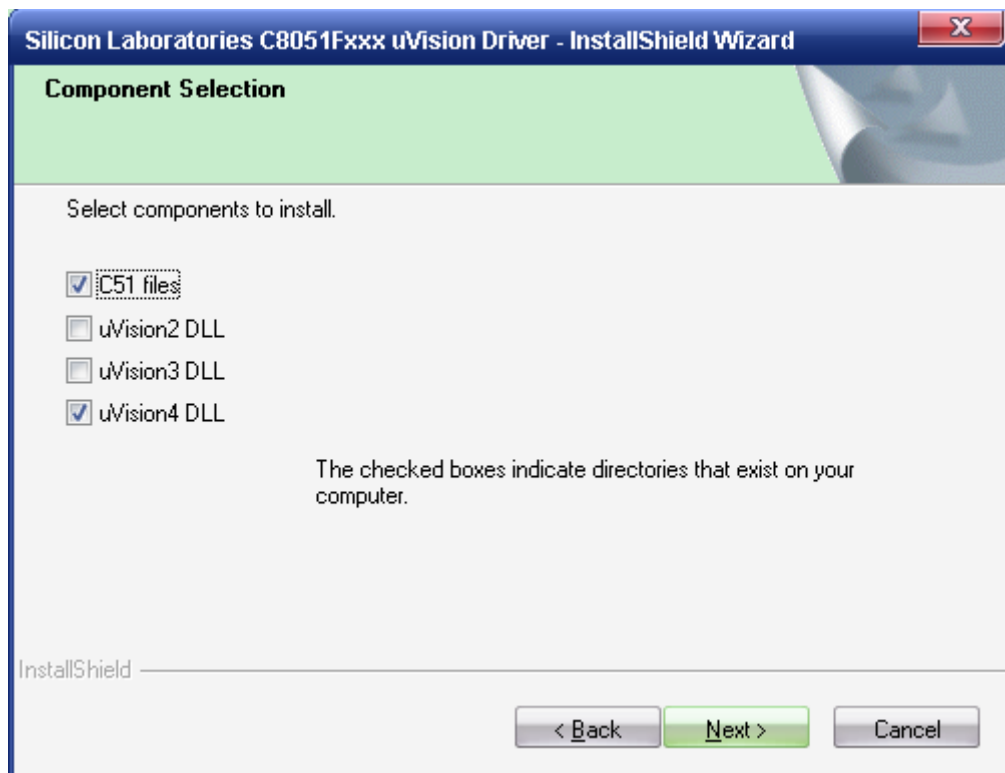 Silicon Laboratories C8051Fxxx uVision Driver - InstallShield Wizard
Component Selection
Select components to install.
C51 files
uVision2 DLL
uVision3 DLL
uVision4 DLL
The checked boxes indicate directories that exist on your
computer.
InstallShield
< Back
Next >
Cancel